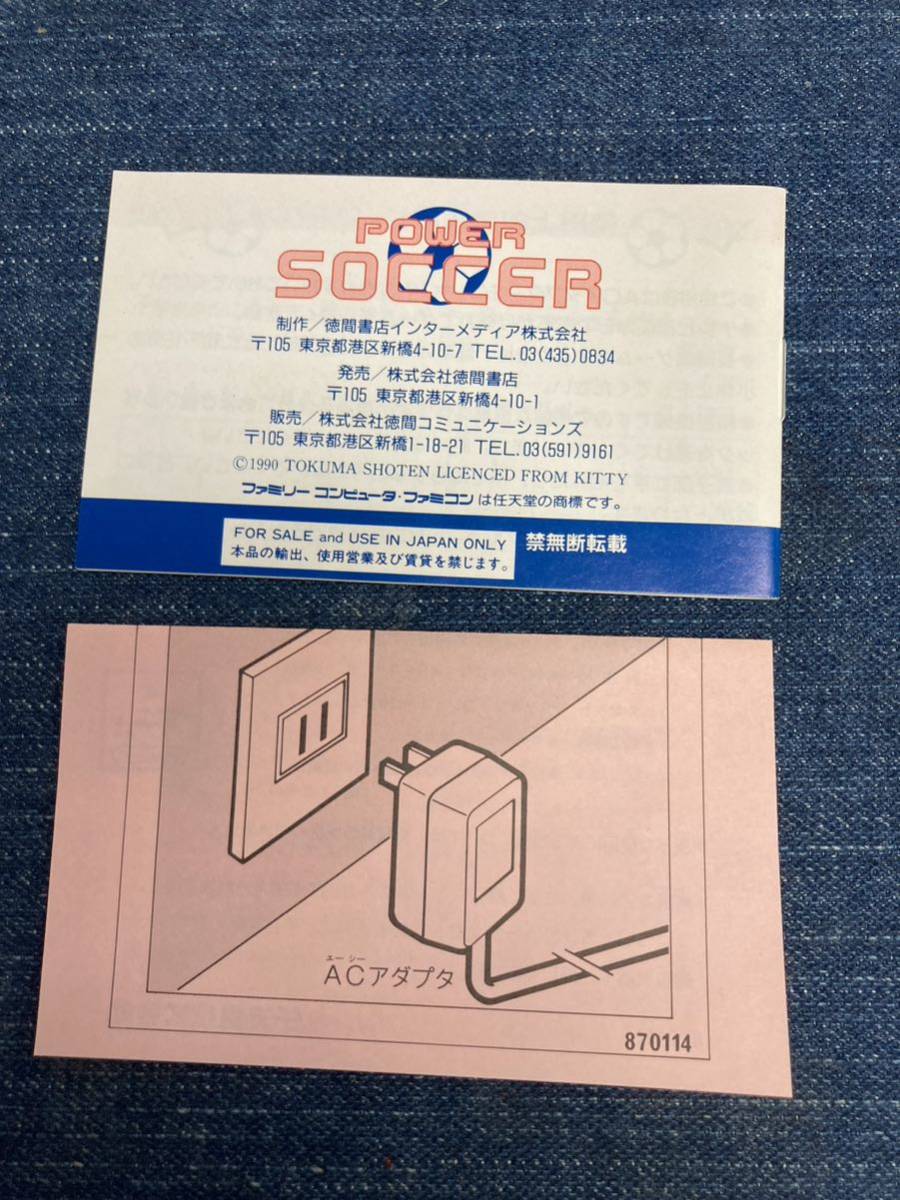 POWER
SOCCER
制作／徳間書店インターメディア株式会社
〒105 東京都港区新橋4-10-7 TEL.03(435)0834
発売／株式会社徳間書店
〒105 東京都港区新橋4-10-1
販売／株式会社徳間コミュニケーションズ
〒105 東京都港区新橋1-18-21 TEL.03(591)9161
©1990 TOKUMA SHOTEN LICENCED FROM KITTY
ファミリー コンピュータ・ファミコン は任天堂の商標です。
FOR SALE and USE IN JAPAN ONLY
本品の輸出、使用営業及び賃貸を禁じます。
禁無断転載
エー シー
ACアダプタ
870114